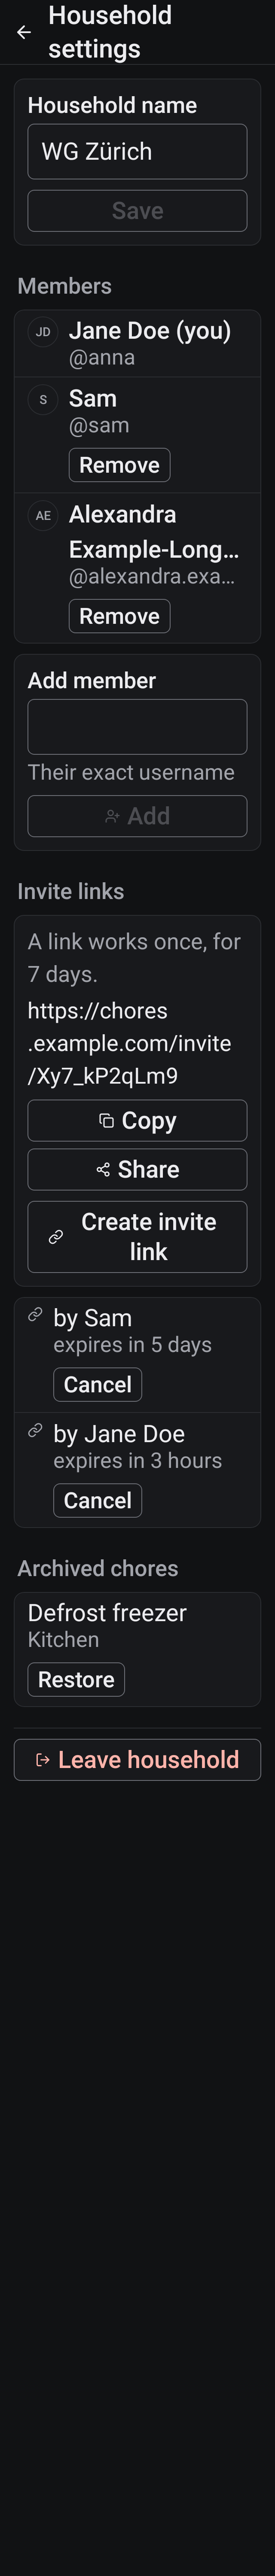 Household
settings
Household name
WG Zürich
Save
Members
JD
Jane Doe (you)
@anna
S
Sam
@sam
Remove
AE
Alexandra
Example-Long…
@alexandra.exa…
Remove
Add member
Their exact username
Add
Invite links
A link works once, for
7 days.
https://chores
.example.com/invite
/Xy7_kP2qLm9
Copy
Share
Create invite
link
by Sam
expires in 5 days
Cancel
by Jane Doe
expires in 3 hours
Cancel
Archived chores
Defrost freezer
Kitchen
Restore
Leave household